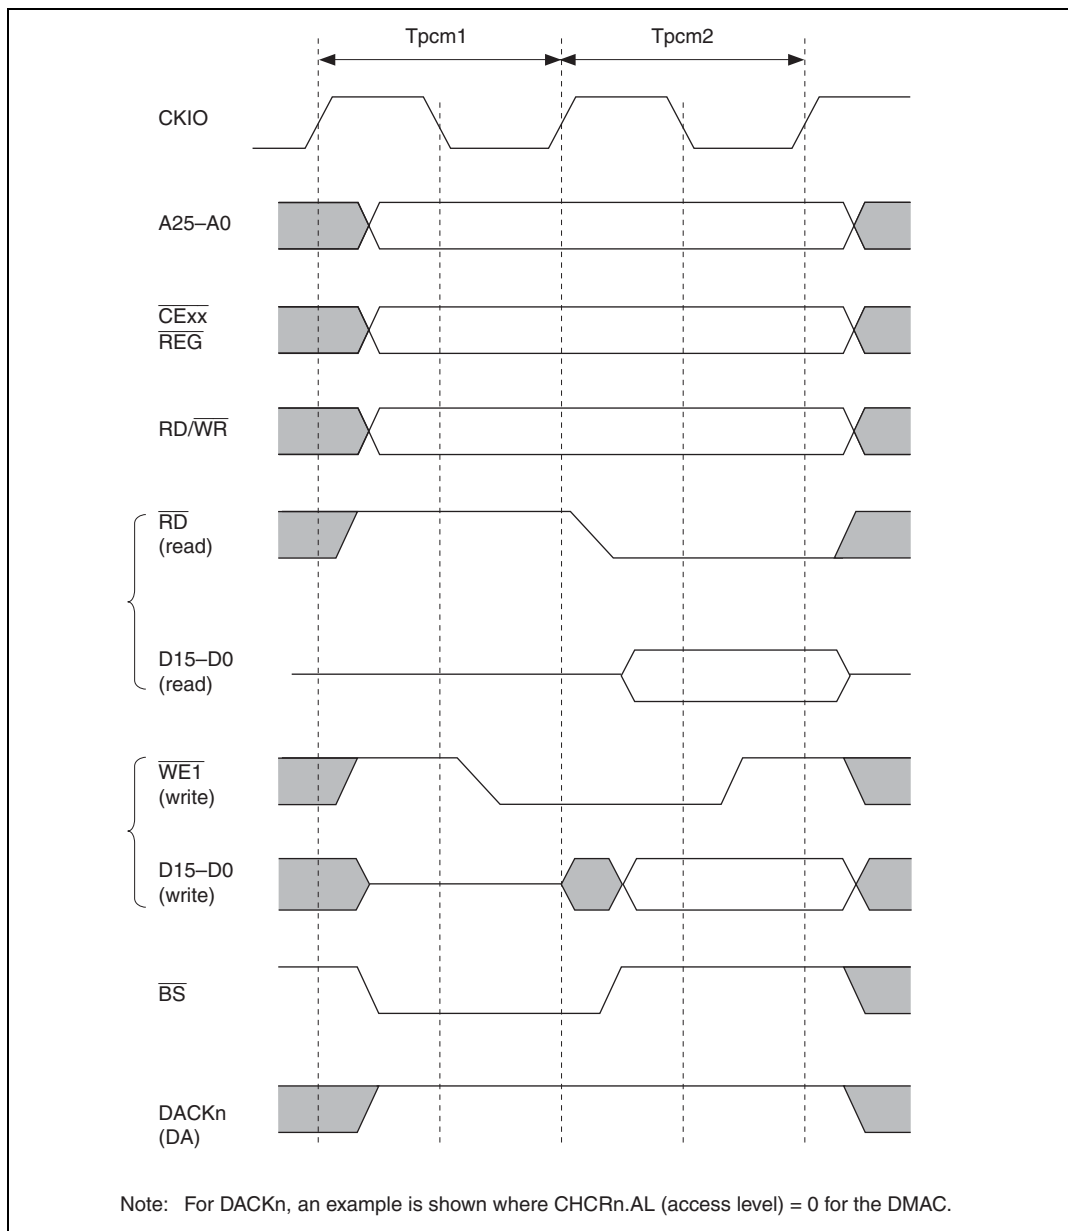 Tpcm1 Tpcm2
CKIO
A25–A0
CExx
REG
RD/WR
RD
(read)
D15–D0
(read)
WE1
(write)
D15–D0
(write)
BS
DACKn
(DA)
Note: For DACKn, an example is shown where CHCRn.AL (access level) = 0 for the DMAC.